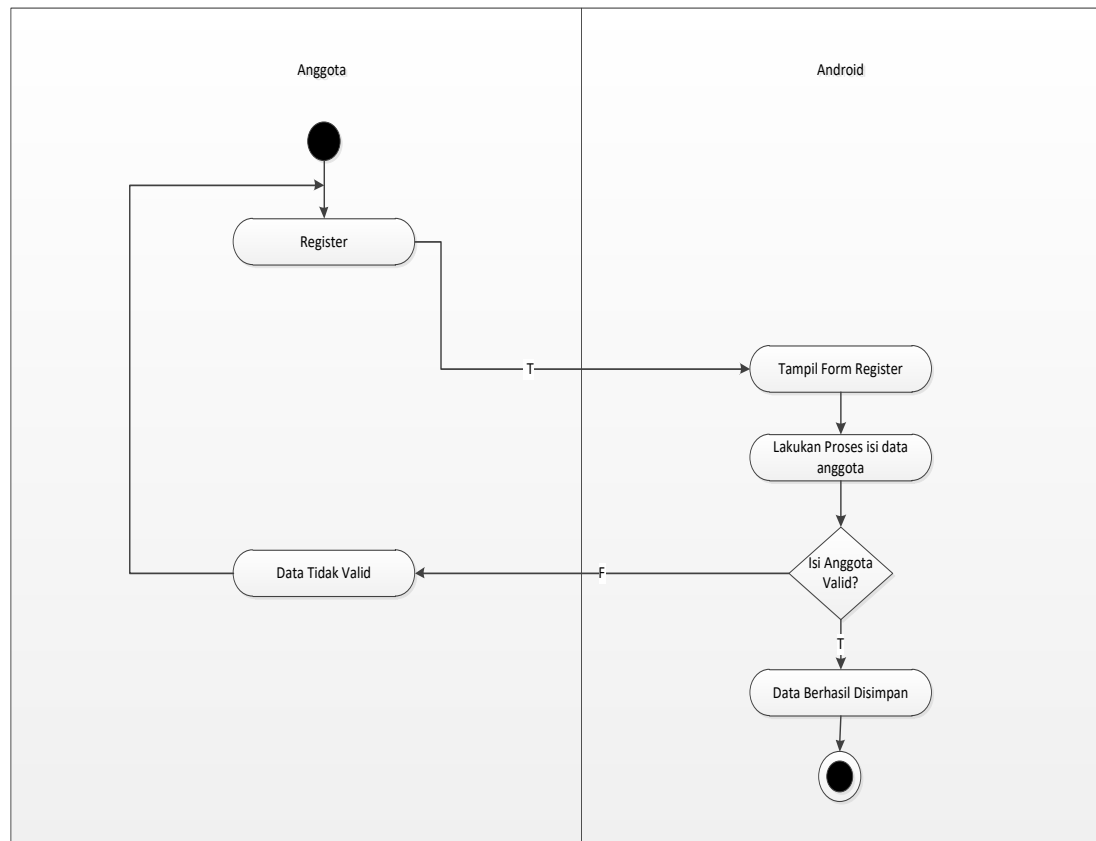 Anggota
Android
Register
T
Tampil Form Register
Lakukan Proses isi data
anggota
Isi Anggota
Valid?
F
Data Tidak Valid
T
Data Berhasil Disimpan